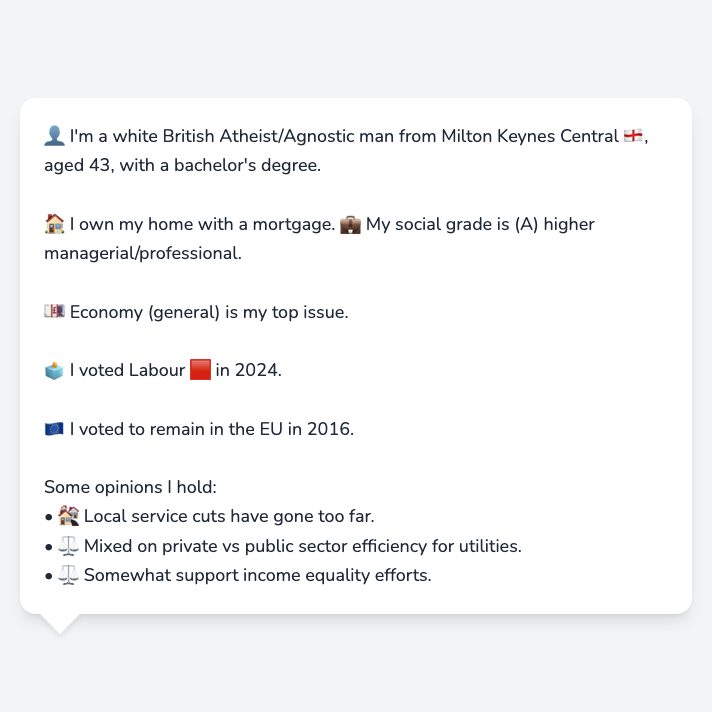 👤 I'm a white British Atheist/Agnostic man from Milton Keynes Central 🏴󠁧󠁢󠁥󠁮󠁧󠁿,
aged 43, with a bachelor's degree.
🏠 I own my home with a mortgage. 💼 My social grade is (A) higher
managerial/professional.
💷 Economy (general) is my top issue.
🗳️ I voted Labour 🟥 in 2024.
🇪🇺 I voted to remain in the EU in 2016.
Some opinions I hold:
• 🏘️ Local service cuts have gone too far.
• ⚖️ Mixed on private vs public sector efficiency for utilities.
• ⚖️ Somewhat support income equality efforts.